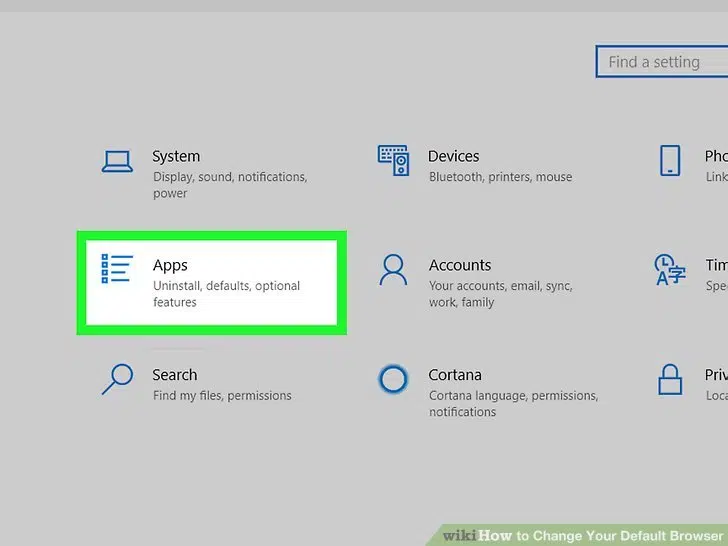 Find a setting
System
Display, sound, notifications,
power
Devices
Bluetooth, printers, mouse
Pho
Link
Apps
Uninstall, defaults, optional
features
Accounts
Your accounts, email, sync,
work, family
Tim
Spee
Search
Find my files, permissions
Cortana
Cortana language, permissions,
notifications
Priv
Loca
wikiHow to Change Your Default Browser